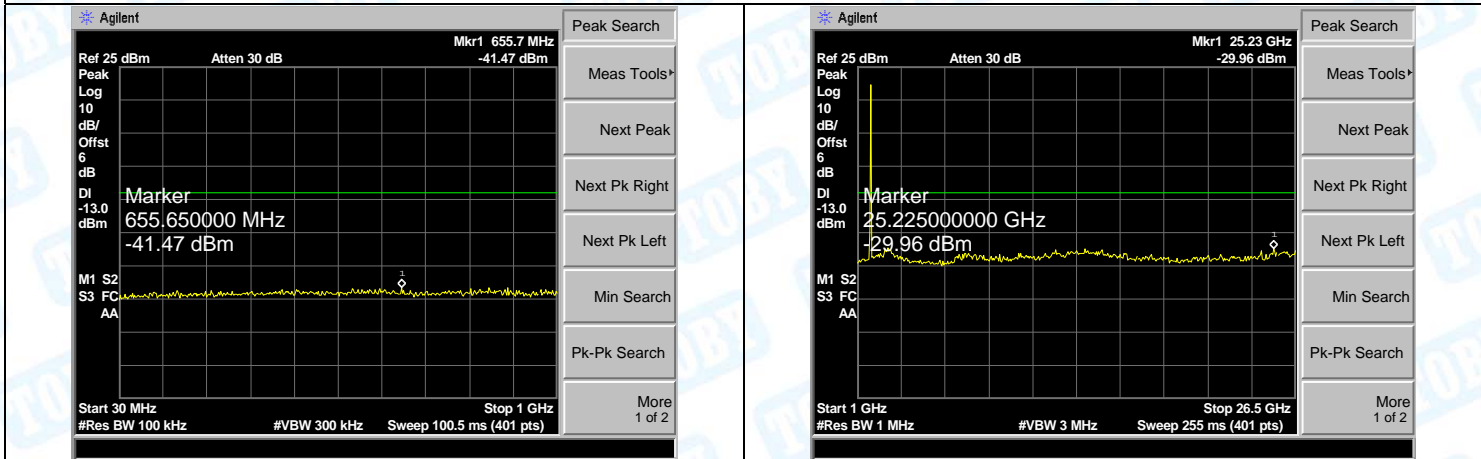 Agilent
Peak Search
Mkr1 655.7 MHz
Ref 25 dBm Atten 30 dB -41.47 dBm
Peak
Log
10
dB/
Offst
6
dB
DI
-13.0
dBm
Marker
655.650000 MHz
-41.47 dBm
1
M1 S2
S3 FC
AA
Start 30 MHz Stop 1 GHz
#Res BW 100 kHz #VBW 300 kHz Sweep 100.5 ms (401 pts)
Meas Tools
Next Peak
Next Pk Right
Next Pk Left
Min Search
Pk-Pk Search
More
1 of 2
Agilent
Peak Search
Mkr1 25.23 GHz
Ref 25 dBm Atten 30 dB -29.96 dBm
Peak
Log
10
dB/
Offst
6
dB
DI
-13.0
dBm
Marker
25.225000000 GHz
-29.96 dBm
1
M1 S2
S3 FC
AA
Start 1 GHz Stop 26.5 GHz
#Res BW 1 MHz #VBW 3 MHz Sweep 255 ms (401 pts)
Meas Tools
Next Peak
Next Pk Right
Next Pk Left
Min Search
Pk-Pk Search
More
1 of 2
TOBY
TOBY
TOBY
TOBY